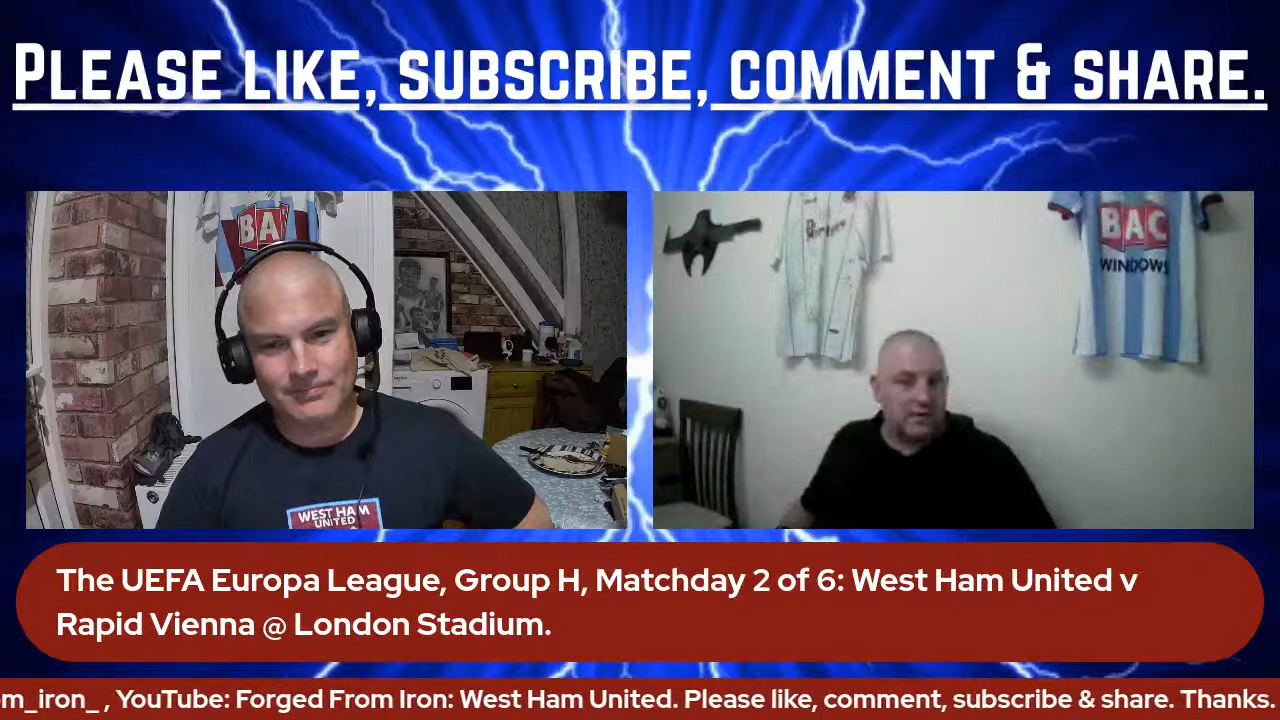 PLEASE LIKE, SUBSCRIBE, COMMENT & SHARE.
BA
BAC
WINDOWS
WEST HAM
UNITED
The UEFA Europa League, Group H, Matchday 2 of 6: West Ham United v
Rapid Vienna @ London Stadium.
om_iron_ , YouTube: Forged From Iron: West Ham United. Please like, comment, subscribe & share. Thanks.